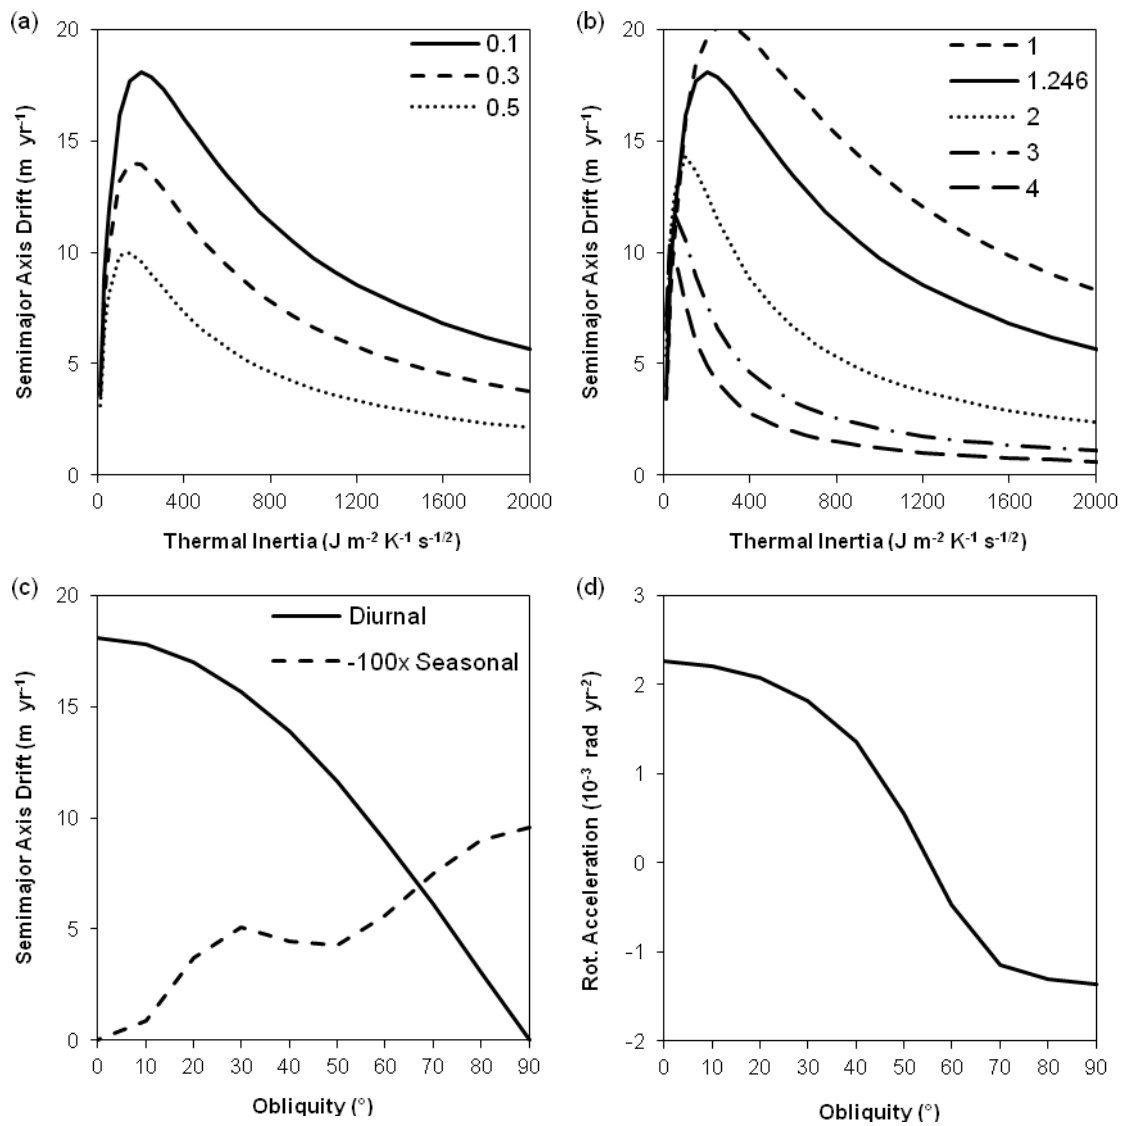 (a)
20
15
10
5
0
Semimajor Axis Drift (m yr⁻¹)
0.1
0.3
0.5
0 400 800 1200 1600 2000
Thermal Inertia (J m⁻² K⁻¹ s⁻¹/²)
(b)
20
15
10
5
0
Semimajor Axis Drift (m yr⁻¹)
1
1.246
2
3
4
0 400 800 1200 1600 2000
Thermal Inertia (J m⁻² K⁻¹ s⁻¹/²)
(c)
20
15
10
5
0
Semimajor Axis Drift (m yr⁻¹)
Diurnal
-100x Seasonal
0 10 20 30 40 50 60 70 80 90
Obliquity (°)
(d)
3
2
1
0
−1
−2
Rot. Acceleration (10⁻³ rad yr⁻²)
0 10 20 30 40 50 60 70 80 90
Obliquity (°)